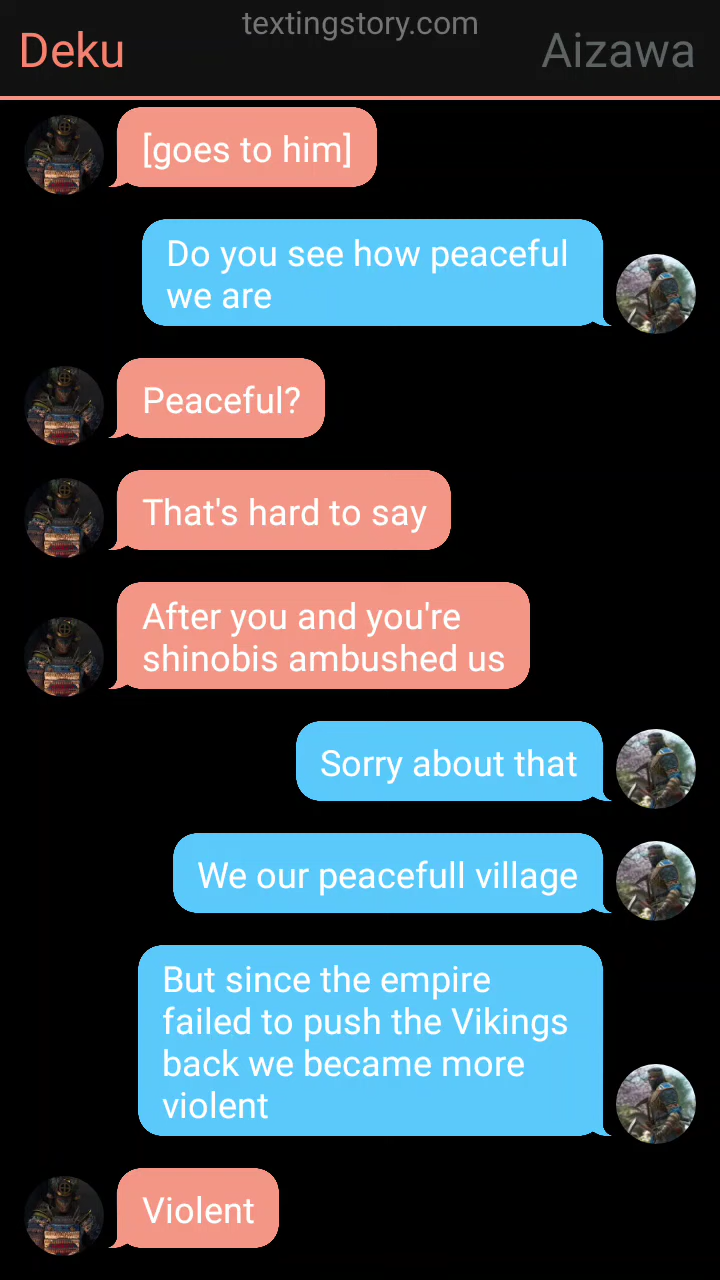 textingstory.com
Deku
Aizawa
[goes to him]
Do you see how peaceful
we are
Peaceful?
That's hard to say
After you and you're
shinobis ambushed us
Sorry about that
We our peacefull village
But since the empire
failed to push the Vikings
back we became more
violent
Violent